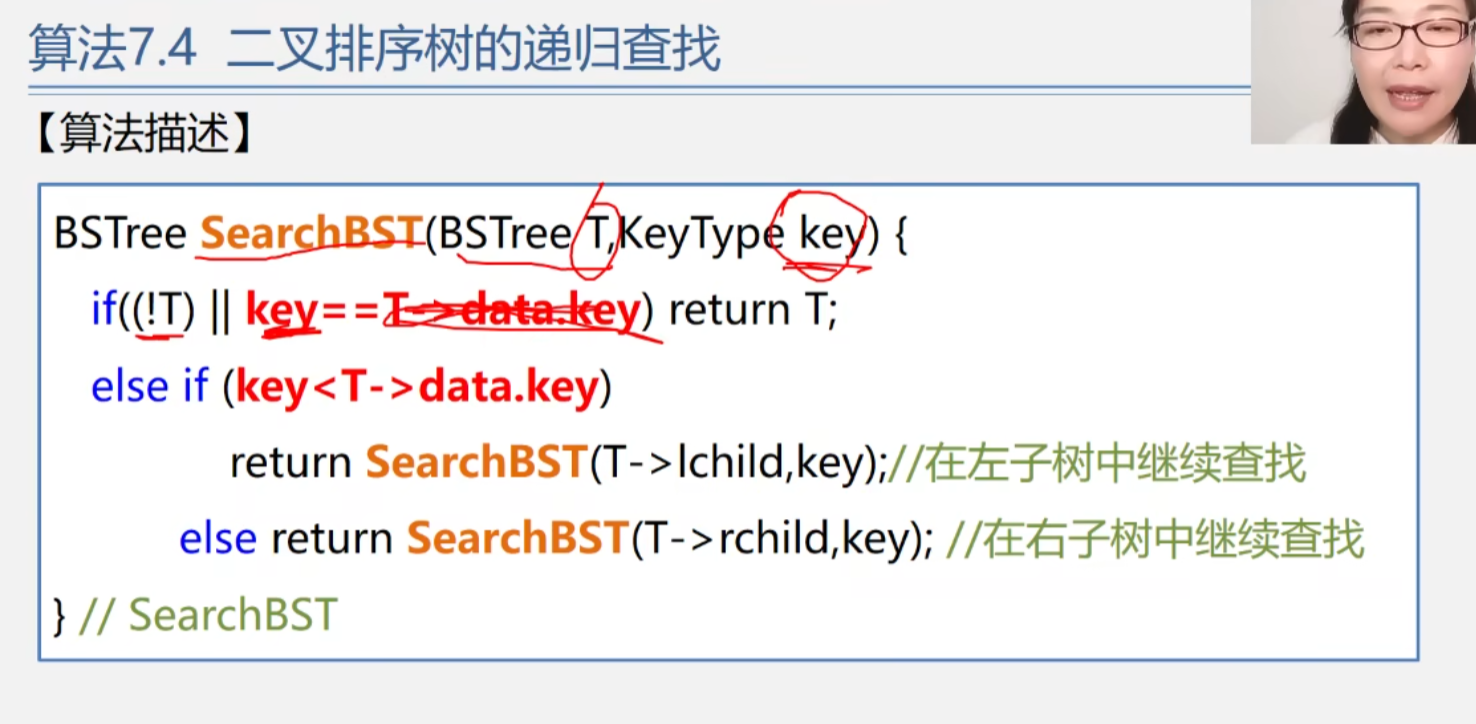 算法7.4 二叉排序树的递归查找
【算法描述】
BSTree SearchBST(BSTree T,KeyType key) {
if((!T) || key==T->data.key) return T;
else if (key<T->data.key)
return SearchBST(T->lchild,key);//在左子树中继续查找
else return SearchBST(T->rchild,key); //在右子树中继续查找
} // SearchBST